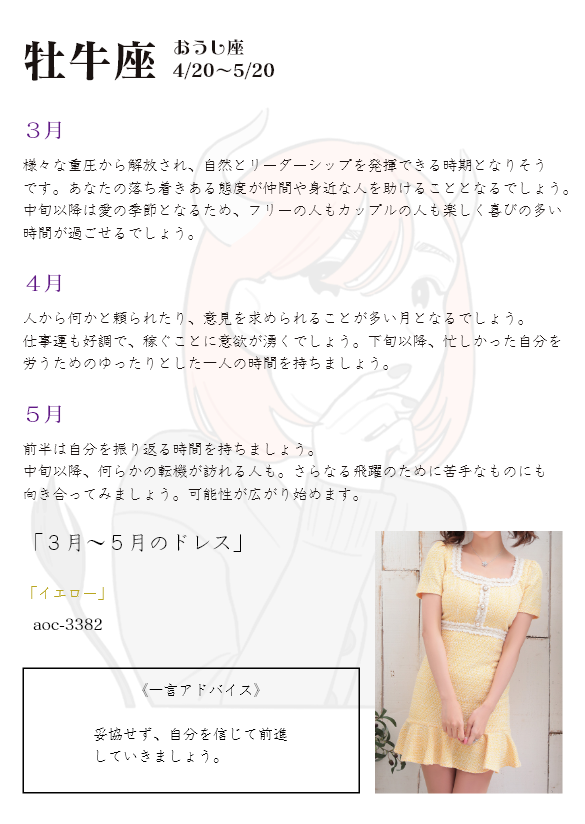 牡牛座
おうし座
4/20～5/20
３月
様々な重圧から解放され、自然とリーダーシップを発揮できる時期となりそう
です。あなたの落ち着きある態度が仲間や身近な人を助けることとなるでしょう。
中旬以降は愛の季節となるため、フリーの人もカップルの人も楽しく喜びの多い
時間が過ごせるでしょう。
４月
人から何かと頼られたり、意見を求められることが多い月となるでしょう。
仕事運も好調で、稼ぐことに意欲が湧くでしょう。下旬以降、忙しかった自分を
労うためのゆったりとした一人の時間を持ちましょう。
５月
前半は自分を振り返る時間を持ちましょう。
中旬以降、何らかの転機が訪れる人も。さらなる飛躍のために苦手なものにも
向き合ってみましょう。可能性が広がり始めます。
「３月～５月のドレス」
「イエロー」
aoc-3382
《一言アドバイス》
妥協せず、自分を信じて前進
していきましょう。